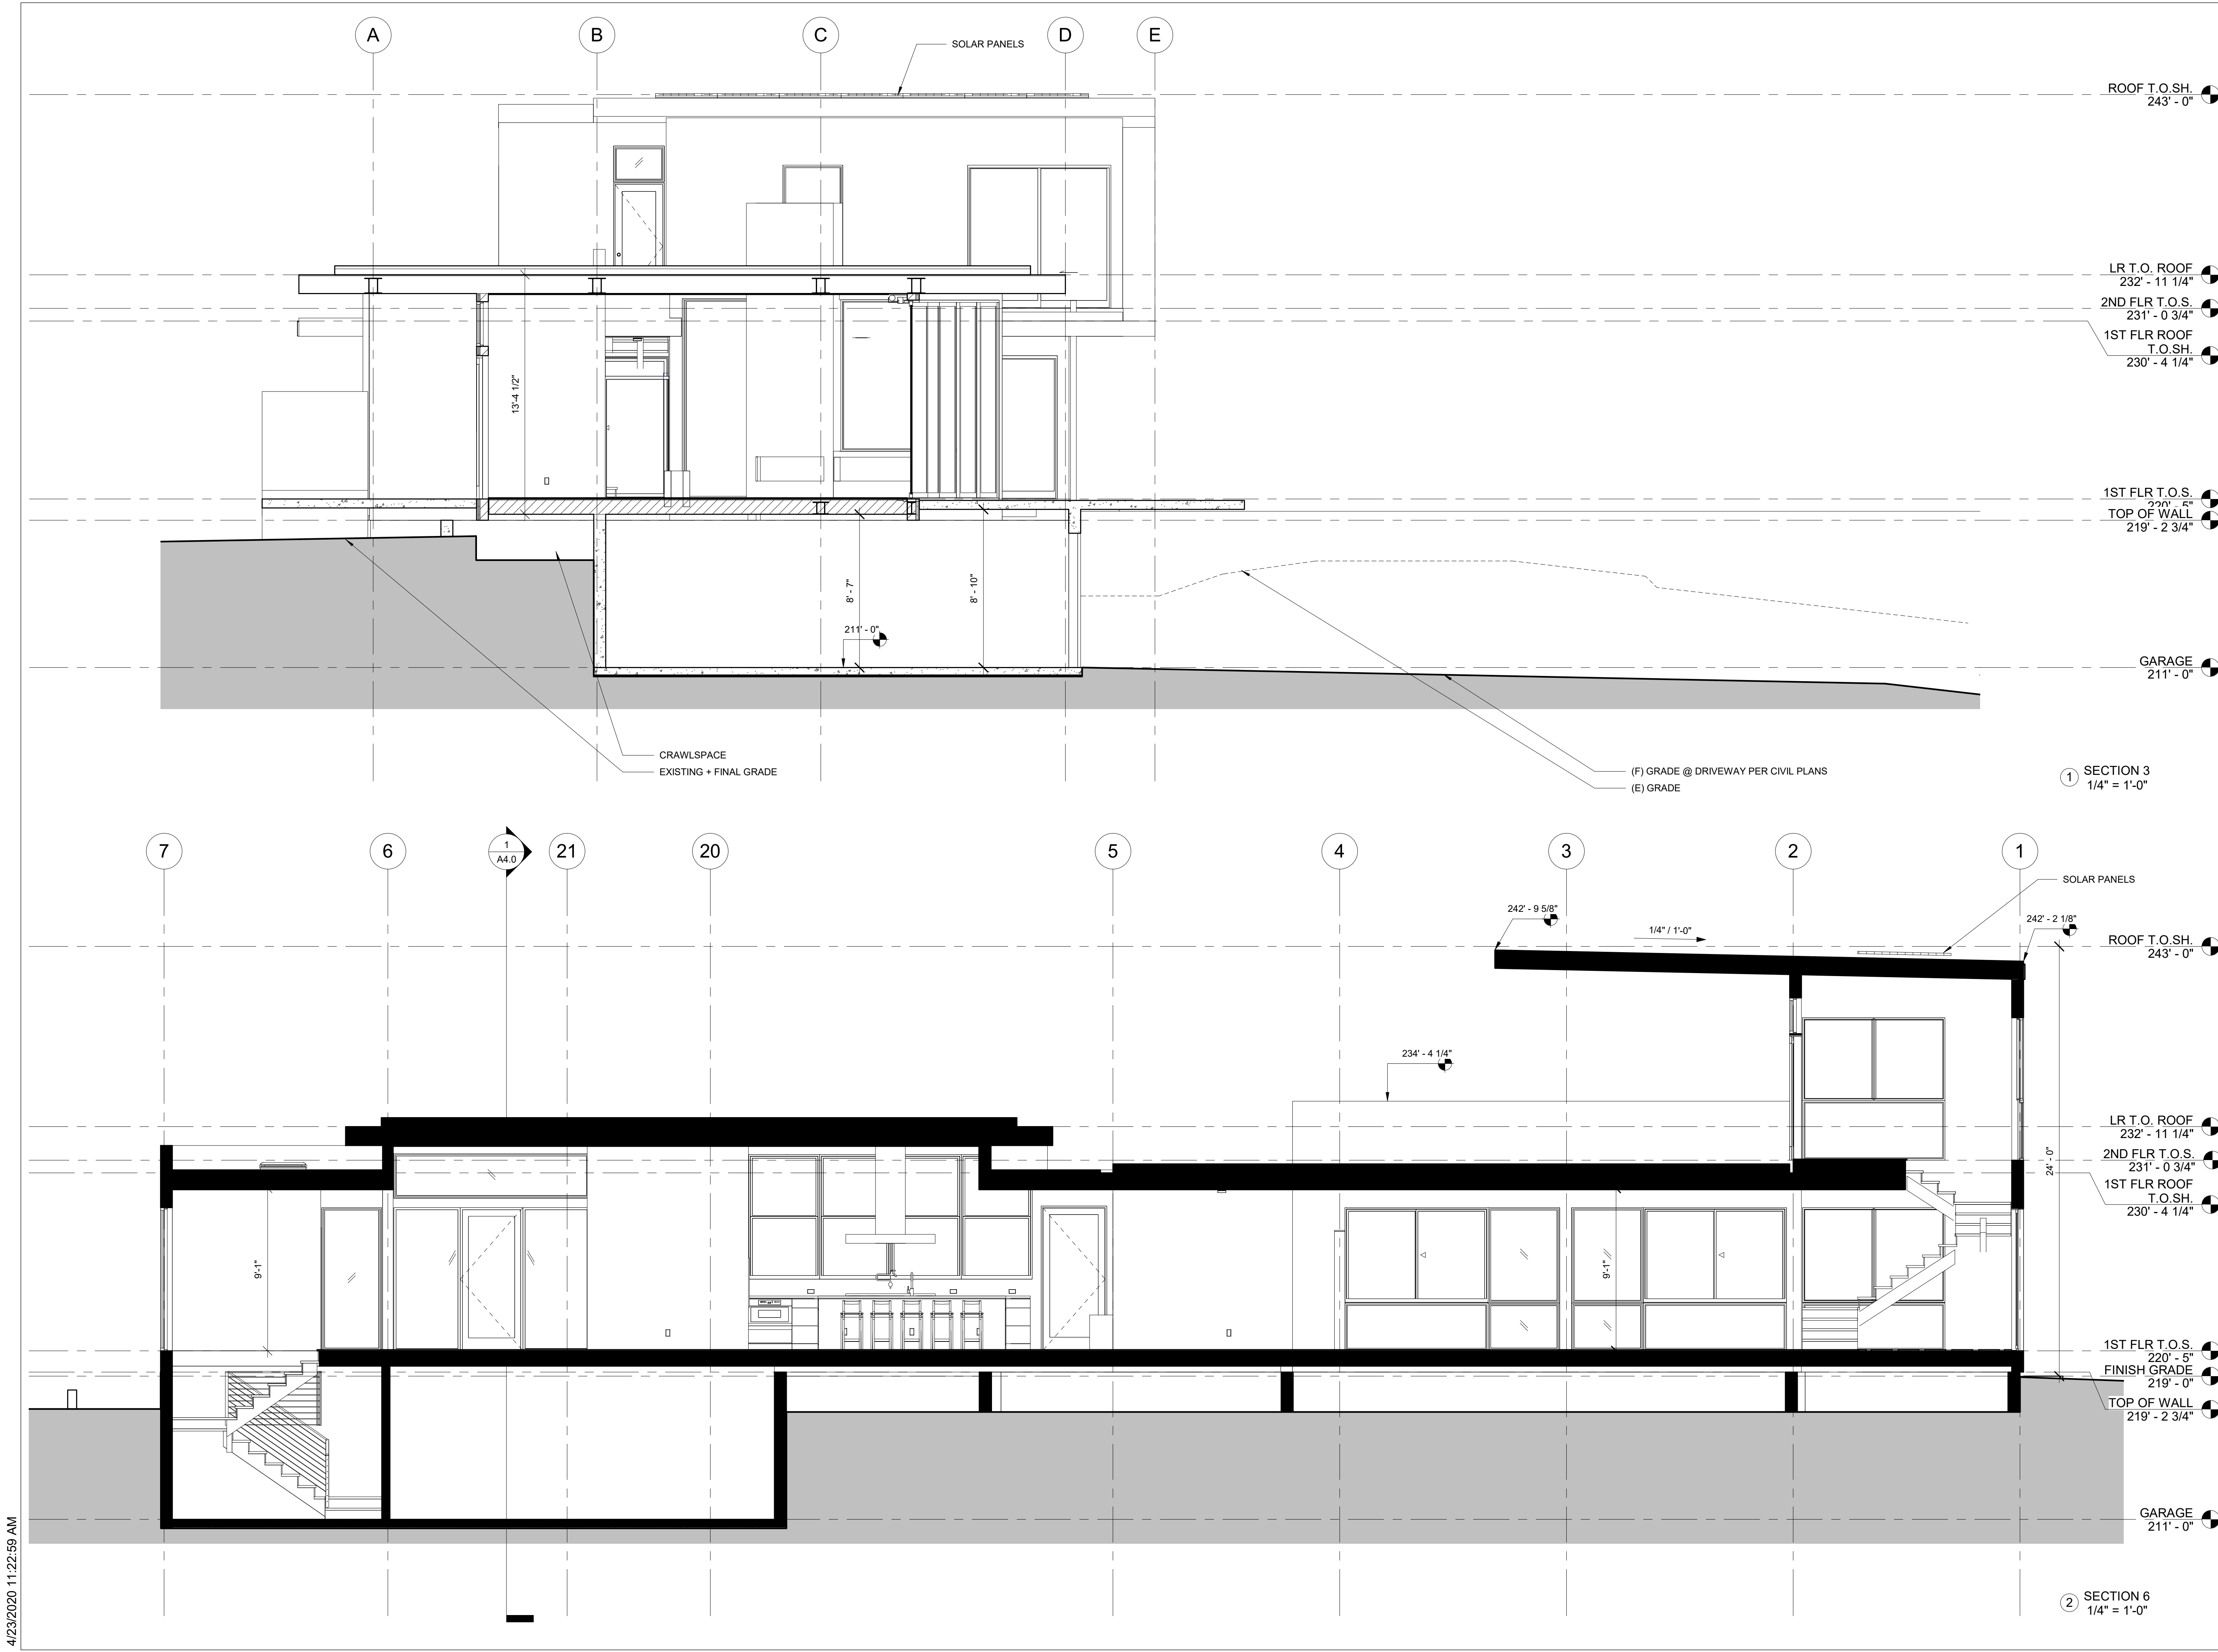 A
B
C
D
E
SOLAR PANELS
ROOF T.O.SH.
243' - 0"
LR T.O. ROOF
232' - 11 1/4"
2ND FLR T.O.S.
231' - 0 3/4"
1ST FLR ROOF
T.O.SH.
230' - 4 1/4"
13'-4 1/2"
1ST FLR T.O.S.
220' - 5"
TOP OF WALL
219' - 2 3/4"
8' - 7"
8' - 10"
211' - 0"
GARAGE
211' - 0"
CRAWLSPACE
EXISTING + FINAL GRADE
(F) GRADE @ DRIVEWAY PER CIVIL PLANS
(E) GRADE
1
SECTION 3
1/4" = 1'-0"
7
6
1
A4.0
21
20
5
4
3
2
1
SOLAR PANELS
242' - 9 5/8"
1/4" / 1'-0"
242' - 2 1/8"
ROOF T.O.SH.
243' - 0"
234' - 4 1/4"
LR T.O. ROOF
232' - 11 1/4"
2ND FLR T.O.S.
231' - 0 3/4"
24' - 0"
1ST FLR ROOF
T.O.SH.
230' - 4 1/4"
9'-1"
9'-1"
1ST FLR T.O.S.
220' - 5"
FINISH GRADE
219' - 0"
TOP OF WALL
219' - 2 3/4"
GARAGE
211' - 0"
2
SECTION 6
1/4" = 1'-0"
4/23/2020 11:22:59 AM